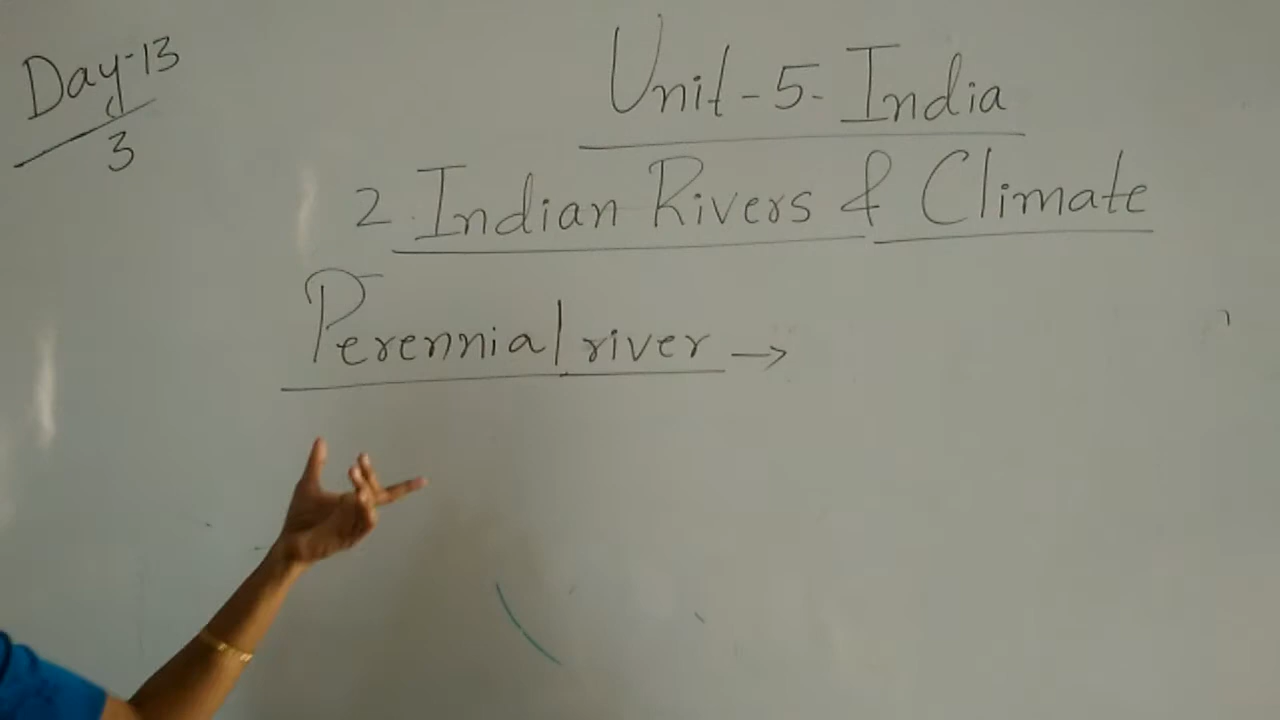 Day-13
3
Unit-5-India
2. Indian Rivers & Climate
Perennial river →